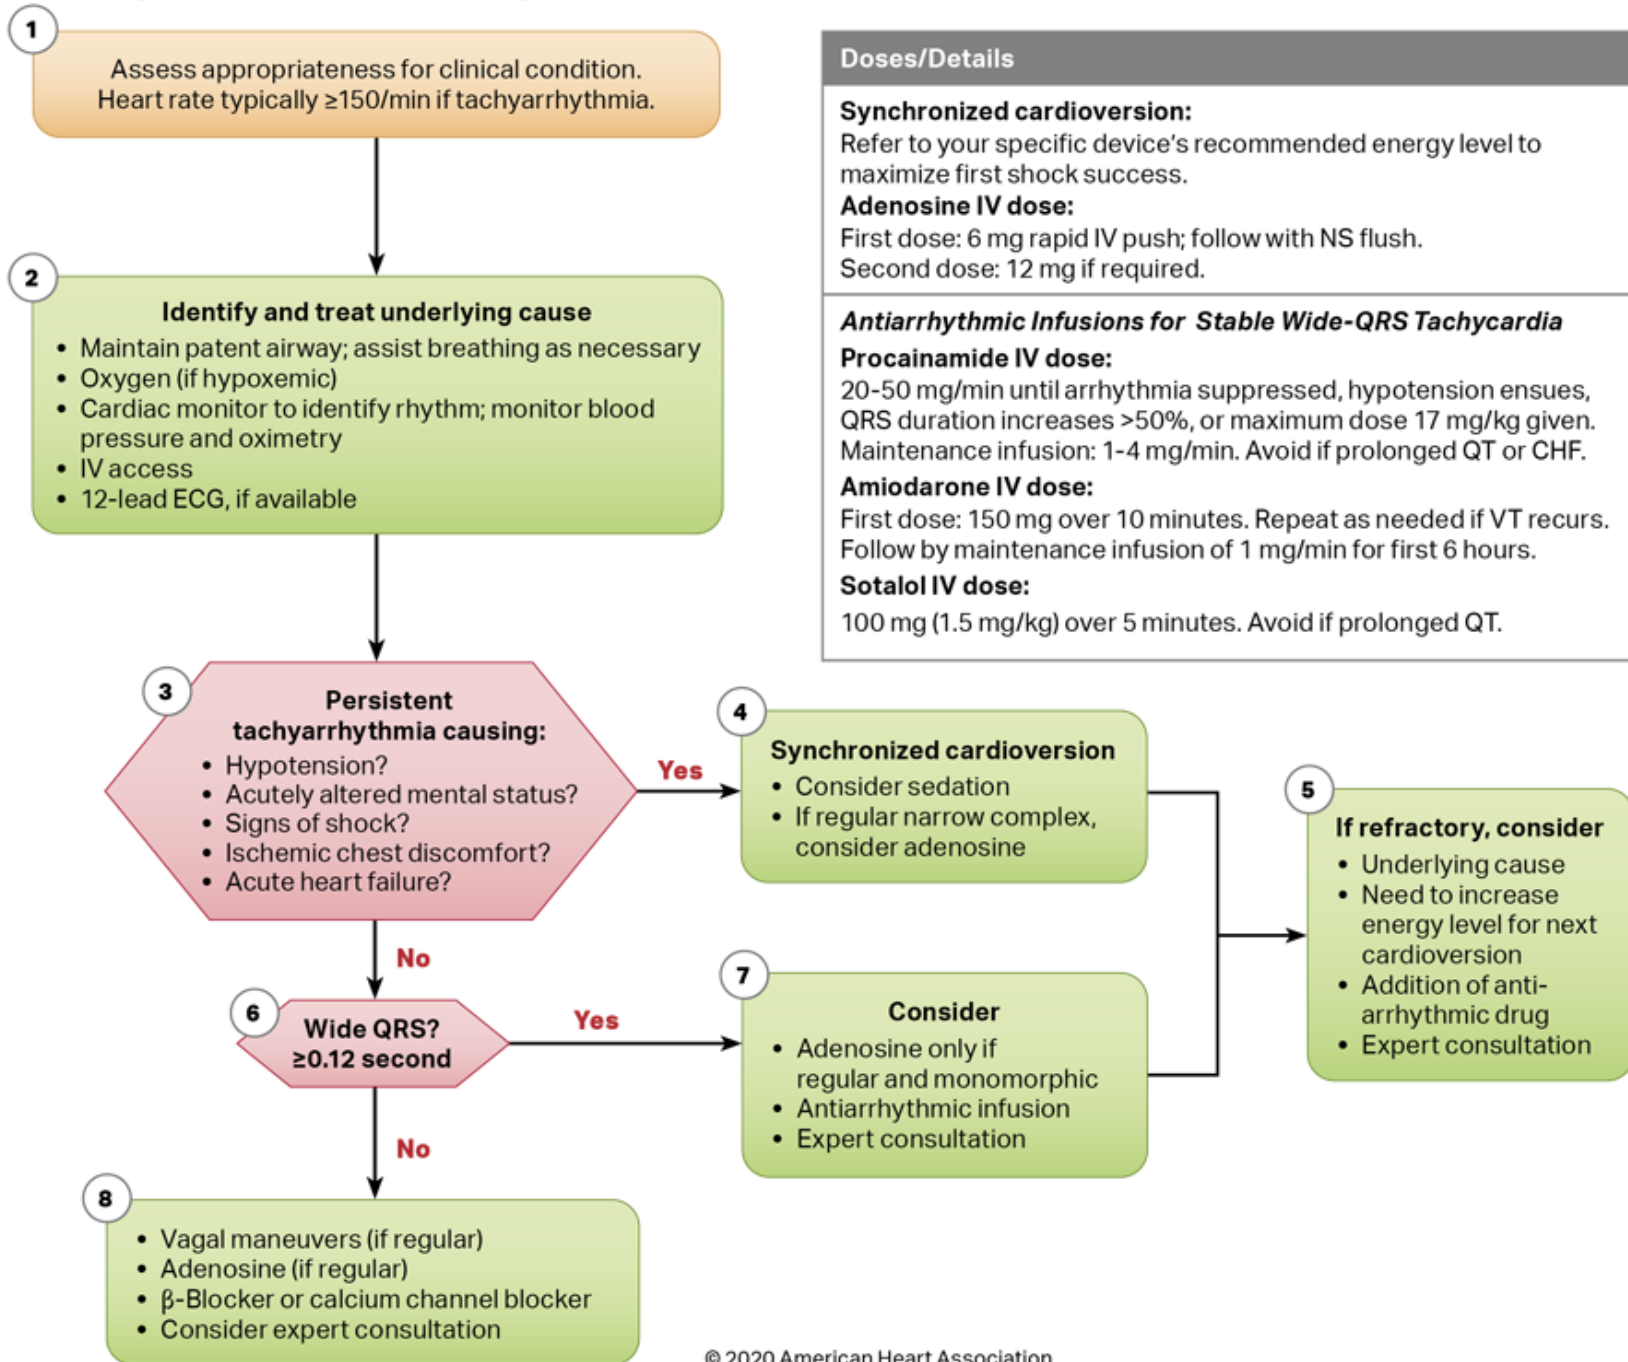 1
Assess appropriateness for clinical condition.
Heart rate typically ≥150/min if tachyarrhythmia.
2
Identify and treat underlying cause
• Maintain patent airway; assist breathing as necessary
• Oxygen (if hypoxemic)
• Cardiac monitor to identify rhythm; monitor blood
pressure and oximetry
• IV access
• 12-lead ECG, if available
3
Persistent
tachyarrhythmia causing:
• Hypotension?
• Acutely altered mental status?
• Signs of shock?
• Ischemic chest discomfort?
• Acute heart failure?
Yes
4
Synchronized cardioversion
• Consider sedation
• If regular narrow complex,
consider adenosine
5
If refractory, consider
• Underlying cause
• Need to increase
energy level for next
cardioversion
• Addition of anti-
arrhythmic drug
• Expert consultation
No
6
Wide QRS?
≥0.12 second
Yes
7
Consider
• Adenosine only if
regular and monomorphic
• Antiarrhythmic infusion
• Expert consultation
No
8
• Vagal maneuvers (if regular)
• Adenosine (if regular)
• β-Blocker or calcium channel blocker
• Consider expert consultation
Doses/Details
Synchronized cardioversion:
Refer to your specific device's recommended energy level to
maximize first shock success.
Adenosine IV dose:
First dose: 6 mg rapid IV push; follow with NS flush.
Second dose: 12 mg if required.
Antiarrhythmic Infusions for Stable Wide-QRS Tachycardia
Procainamide IV dose:
20-50 mg/min until arrhythmia suppressed, hypotension ensues,
QRS duration increases >50%, or maximum dose 17 mg/kg given.
Maintenance infusion: 1-4 mg/min. Avoid if prolonged QT or CHF.
Amiodarone IV dose:
First dose: 150 mg over 10 minutes. Repeat as needed if VT recurs.
Follow by maintenance infusion of 1 mg/min for first 6 hours.
Sotalol IV dose:
100 mg (1.5 mg/kg) over 5 minutes. Avoid if prolonged QT.
© 2020 American Heart Association